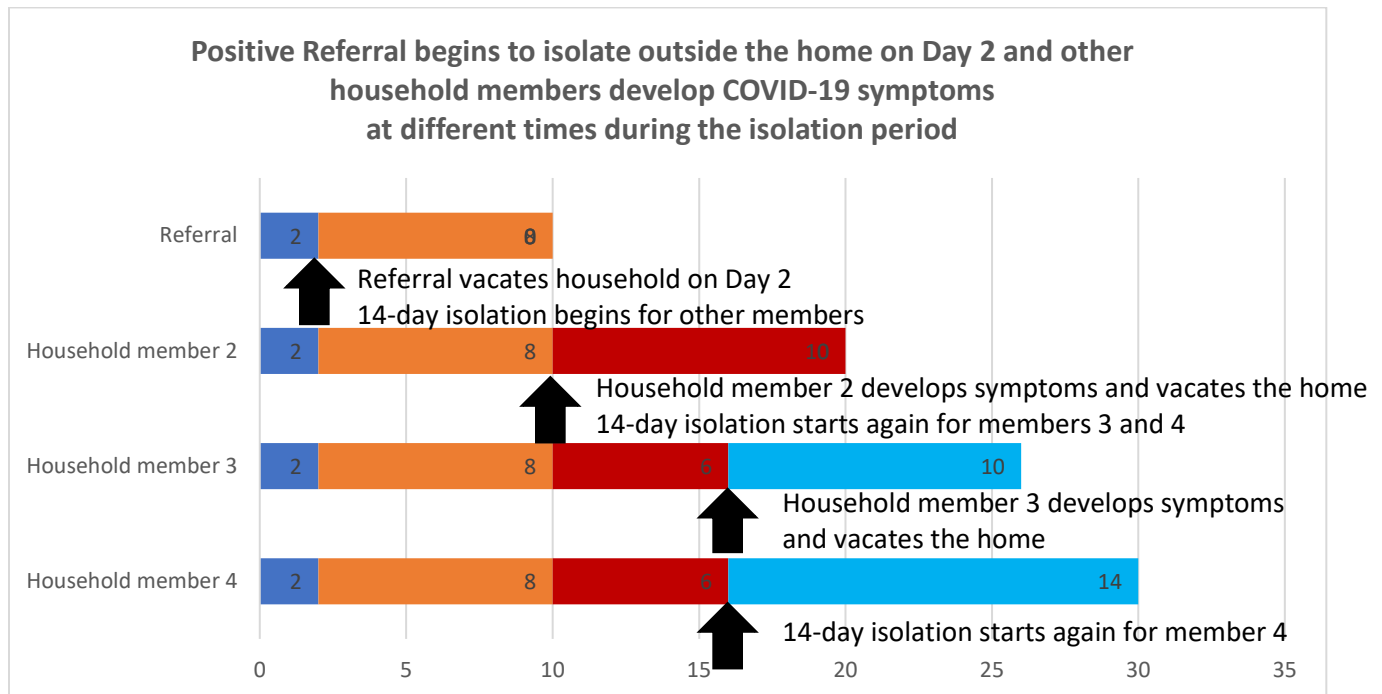 Positive Referral begins to isolate outside the home on Day 2 and other
household members develop COVID-19 symptoms
at different times during the isolation period
Referral
2
Referral vacates household on Day 2
14-day isolation begins for other members
Household member 2
2
8
10
Household member 2 develops symptoms and vacates the home
14-day isolation starts again for members 3 and 4
Household member 3
2
8
6
10
Household member 3 develops symptoms
and vacates the home
Household member 4
2
8
6
14
14-day isolation starts again for member 4
0 5 10 15 20 25 30 35